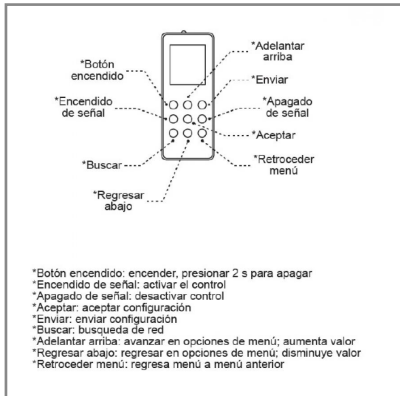 *Adelantar
arriba
*Botón
encendido
*Enviar
*Encendido
de señal
*Apagado
de señal
*Aceptar
*Buscar
*Retroceder
menú
*Regresar
abajo
*Botón encendido: encender, presionar 2 s para apagar
*Encendido de señal: activar el control
*Apagado de señal: desactivar control
*Aceptar: aceptar configuración
*Enviar: enviar configuración
*Buscar: busqueda de red
*Adelantar arriba: avanzar en opciones de menú; aumenta valor
*Regresar abajo: regresar en opciones de menú; disminuye valor
*Retroceder menú: regresa menú a menú anterior